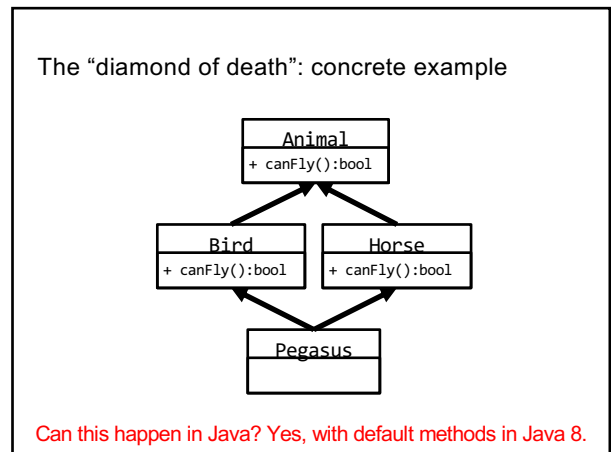 The “diamond of death”: concrete example
Animal
+ canFly():bool
Bird
+ canFly():bool
Horse
+ canFly():bool
Pegasus
Can this happen in Java? Yes, with default methods in Java 8.